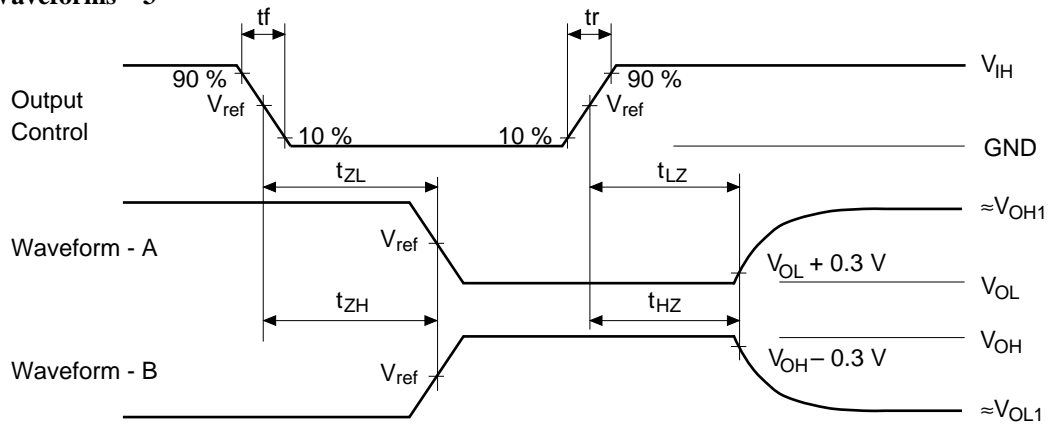 Waveforms – 3
tf
tr
90 %
90 %
VIH
Output
Control
Vref
Vref
10 %
10 %
GND
tZL
tLZ
≈VOH1
Waveform - A
Vref
VOL + 0.3 V
VOL
tZH
tHZ
VOH
VOH – 0.3 V
Waveform - B
Vref
≈VOL1